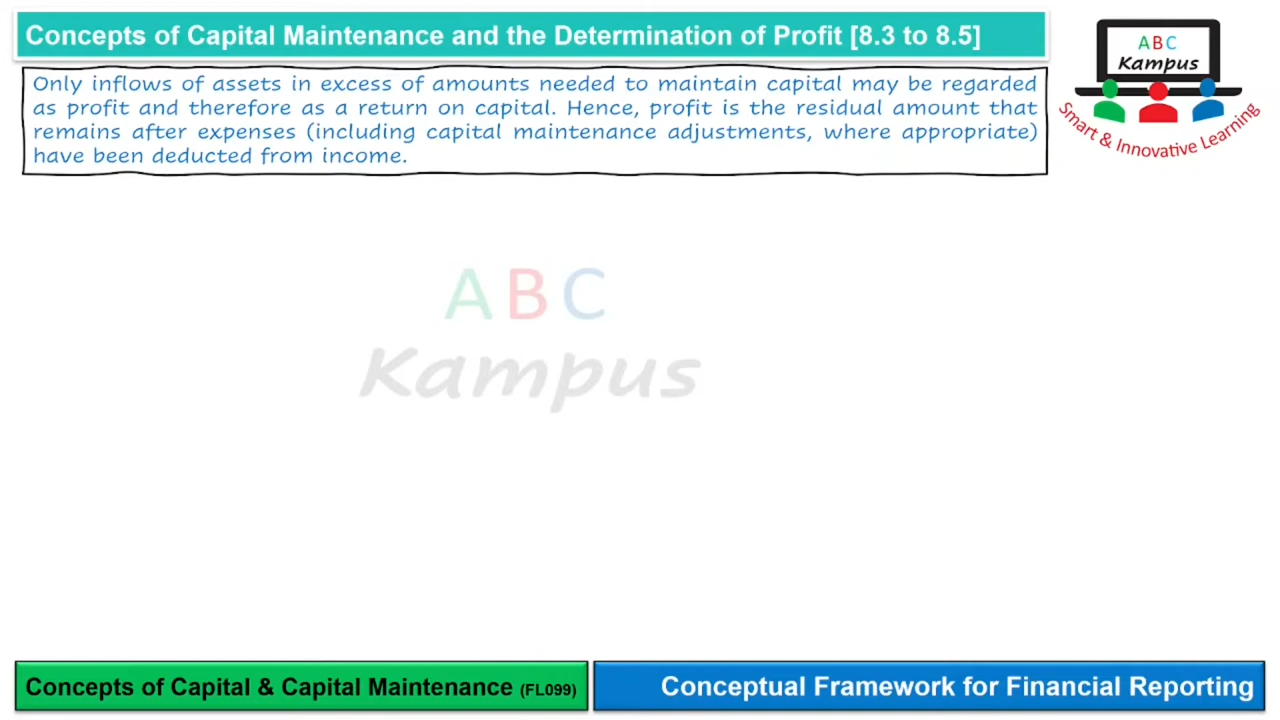 Concepts of Capital Maintenance and the Determination of Profit [8.3 to 8.5]
ABC
Kampus
Smart & Innovative Learning
Only inflows of assets in excess of amounts needed to maintain capital may be regarded
as profit and therefore as a return on capital. Hence, profit is the residual amount that
remains after expenses (including capital maintenance adjustments, where appropriate)
have been deducted from income.
ABC
Kampus
Concepts of Capital & Capital Maintenance (FL099)
Conceptual Framework for Financial Reporting